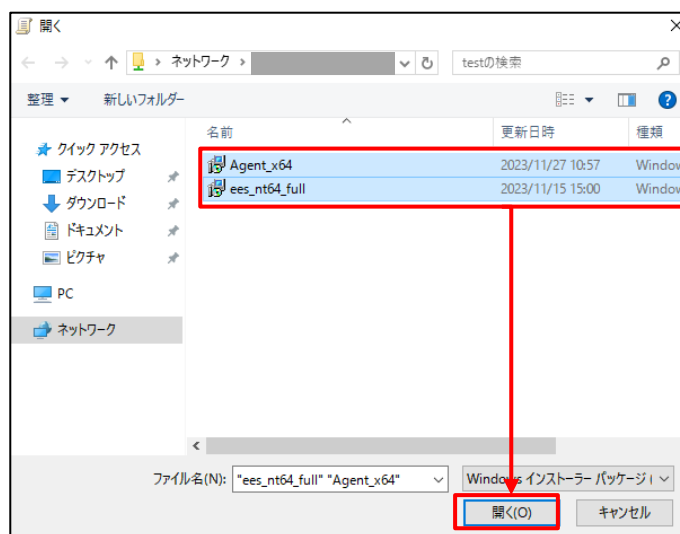 開く
ネットワーク
testの検索
整理
新しいフォルダー
名前
更新日時
種類
クイック アクセス
デスクトップ
ダウンロード
ドキュメント
ピクチャ
PC
ネットワーク
Agent_x64 2023/11/27 10:57 Window
ees_nt64_full 2023/11/15 15:00 Window
ファイル名(N): "ees_nt64_full" "Agent_x64"
Windows インストーラー パッケージ (
開く(O)
キャンセル